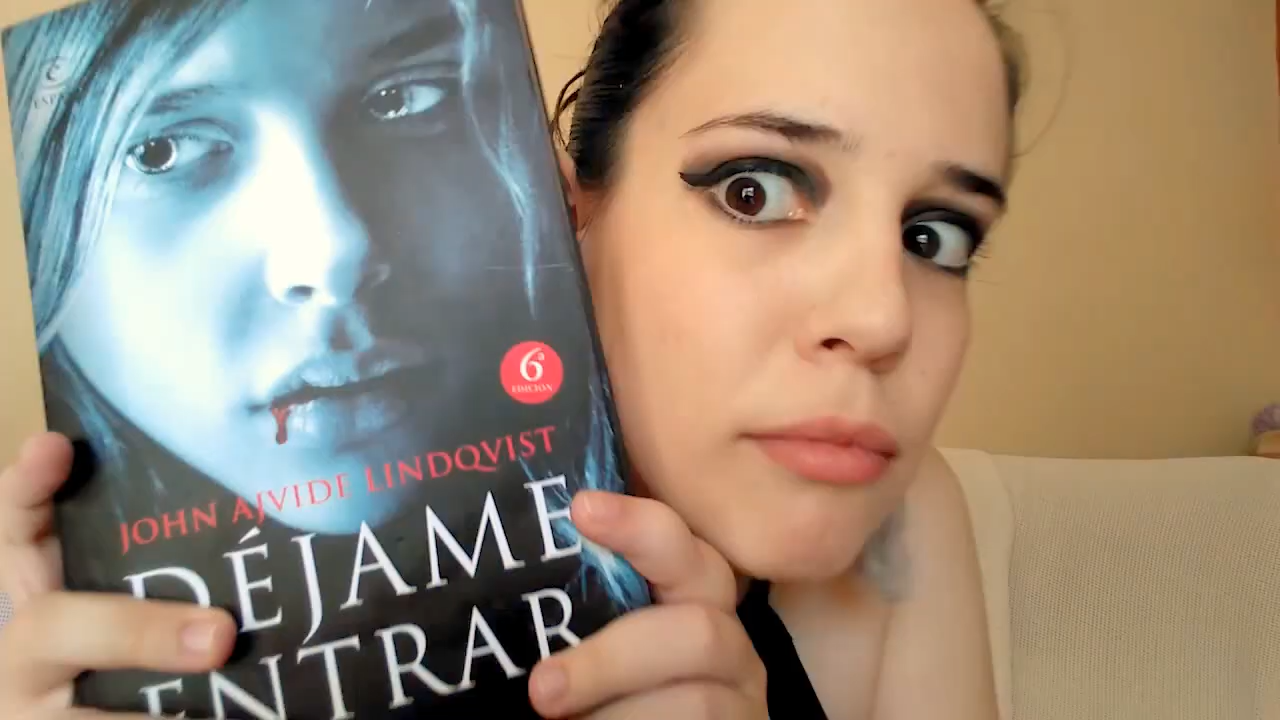 6ª
EDICIÓN
JOHN AJVIDE LINDQVIST
DÉJAME
ENTRAR